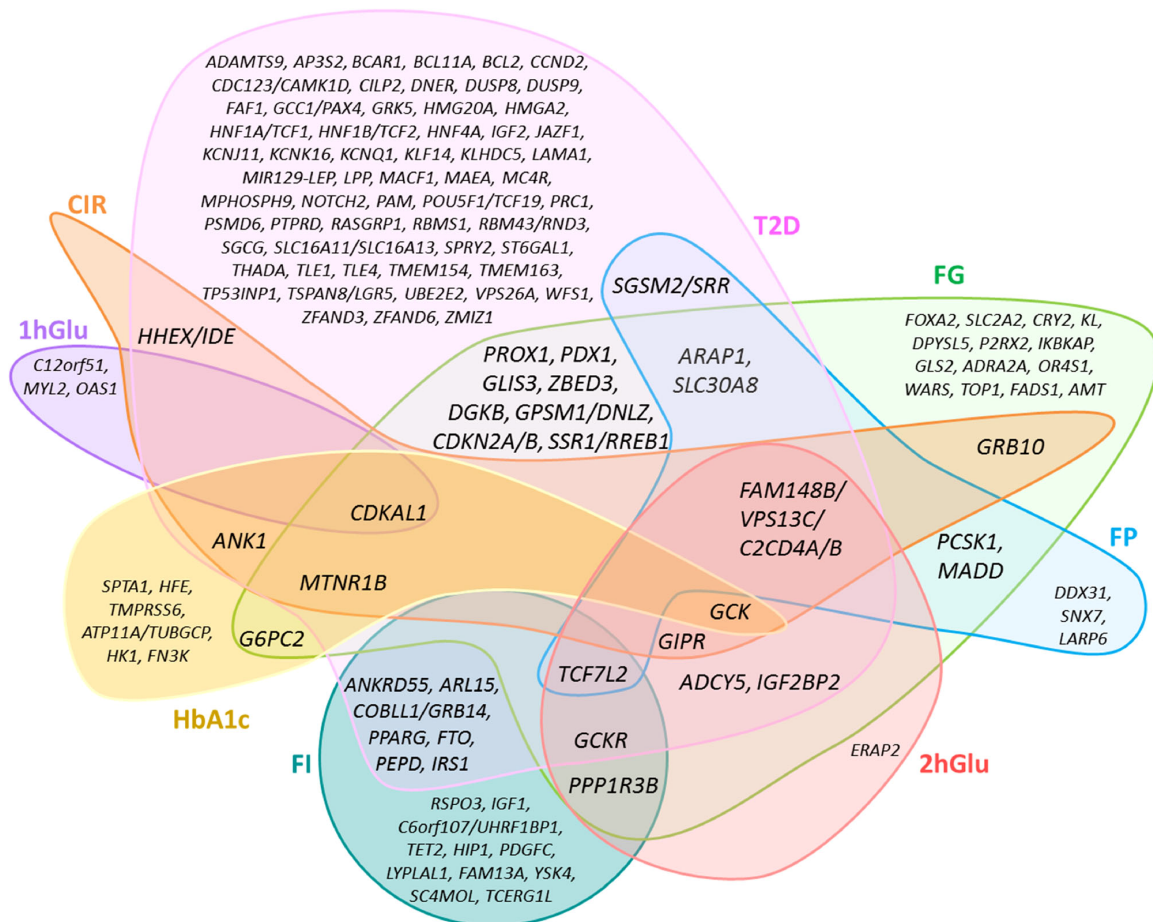 ADAMTS9, AP3S2, BCAR1, BCL11A, BCL2, CCND2,
CDC123/CAMK1D, CILP2, DNER, DUSP8, DUSP9,
FAF1, GCC1/PAX4, GRK5, HMG20A, HMGA2,
HNF1A/TCF1, HNF1B/TCF2, HNF4A, IGF2, JAZF1,
KCNJ11, KCNK16, KCNQ1, KLF14, KLHDC5, LAMA1,
MIR129-LEP, LPP, MACF1, MAEA, MC4R,
MPHOSPH9, NOTCH2, PAM, POU5F1/TCF19, PRC1,
PSMD6, PTPRD, RASGRP1, RBMS1, RBM43/RND3,
SGCG, SLC16A11/SLC16A13, SPRY2, ST6GAL1,
THADA, TLE1, TLE4, TMEM154, TMEM163,
TP53INP1, TSPAN8/LGR5, UBE2E2, VPS26A, WFS1,
ZFAND3, ZFAND6, ZMIZ1
CIR
T2D
SGSM2/SRR
FG
FOXA2, SLC2A2, CRY2, KL,
DPYSL5, P2RX2, IKBKAP,
GLS2, ADRA2A, OR4S1,
WARS, TOP1, FADS1, AMT
1hGlu
HHEX/IDE
C12orf51,
MYL2, OAS1
PROX1, PDX1,
GLIS3, ZBED3,
DGKB, GPSM1/DNLZ,
CDKN2A/B, SSR1/RREB1
ARAP1,
SLC30A8
GRB10
FAM148B/
VPS13C/
C2CD4A/B
CDKAL1
ANK1
MTNR1B
PCSK1,
MADD
FP
DDX31,
SNX7,
LARP6
SPTA1, HFE,
TMPRSS6,
ATP11A/TUBGCP,
HK1, FN3K
G6PC2
GCK
GIPR
TCF7L2
ADCY5, IGF2BP2
HbA1c
ANKRD55, ARL15,
COBLL1/GRB14,
PPARG, FTO,
PEPD, IRS1
GCKR
PPP1R3B
FI
ERAP2
2hGlu
RSPO3, IGF1,
C6orf107/UHRF1BP1,
TET2, HIP1, PDGFC,
LYPLAL1, FAM13A, YSK4,
SC4MOL, TCERG1L